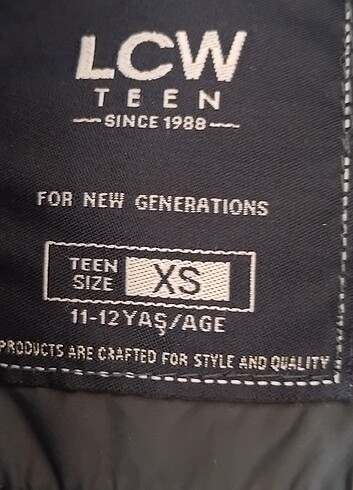 LCW
TEEN
SINCE 1988
FOR NEW GENERATIONS
TEEN SIZE XS
11-12 YAŞ/AGE
PRODUCTS ARE CRAFTED FOR STYLE AND QUALITY